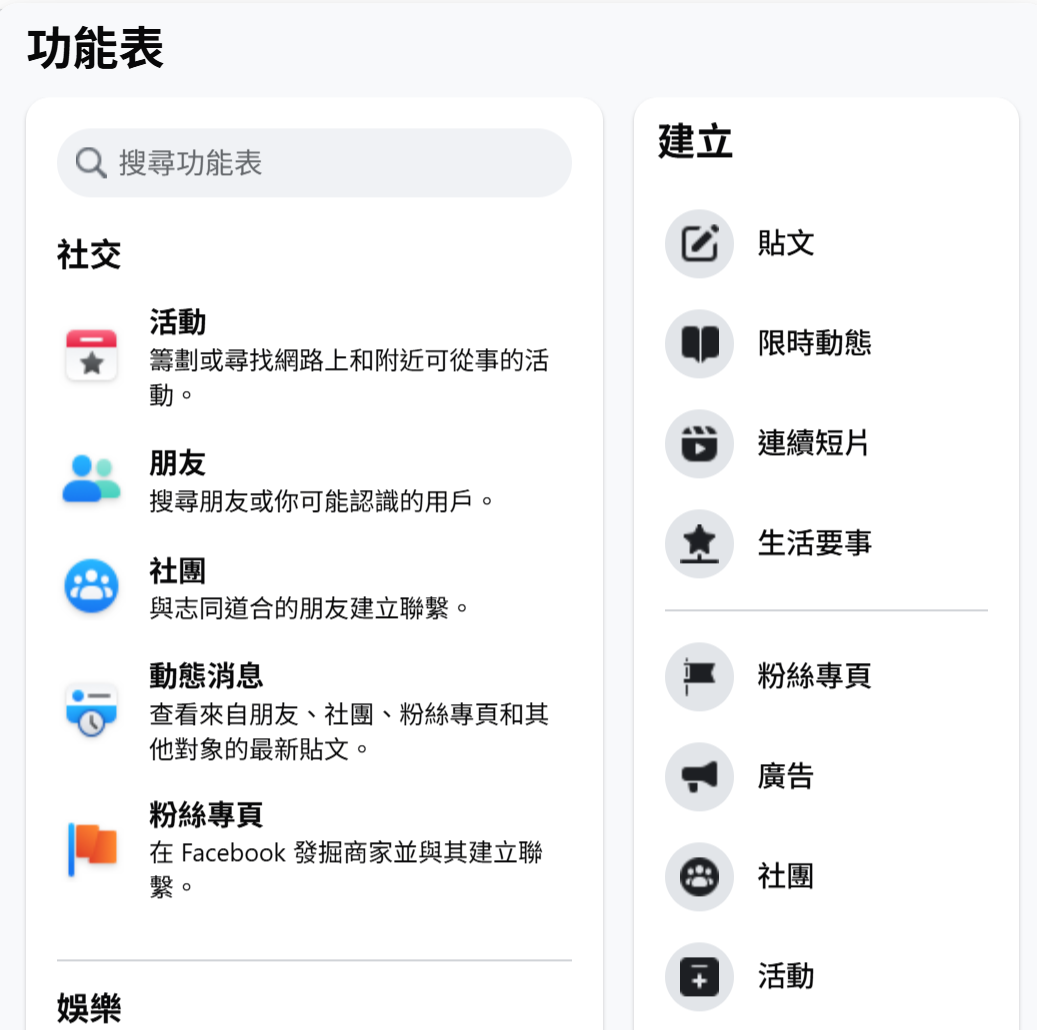 功能表
搜尋功能表
社交
活動
籌劃或尋找網路上和附近可從事的活
動。
朋友
搜尋朋友或你可能認識的用戶。
社團
與志同道合的朋友建立聯繫。
動態消息
查看來自朋友、社團、粉絲專頁和其
他對象的最新貼文。
粉絲專頁
在 Facebook 發掘商家並與其建立聯
繫。
娛樂
建立
貼文
限時動態
連續短片
生活要事
粉絲專頁
廣告
社團
活動